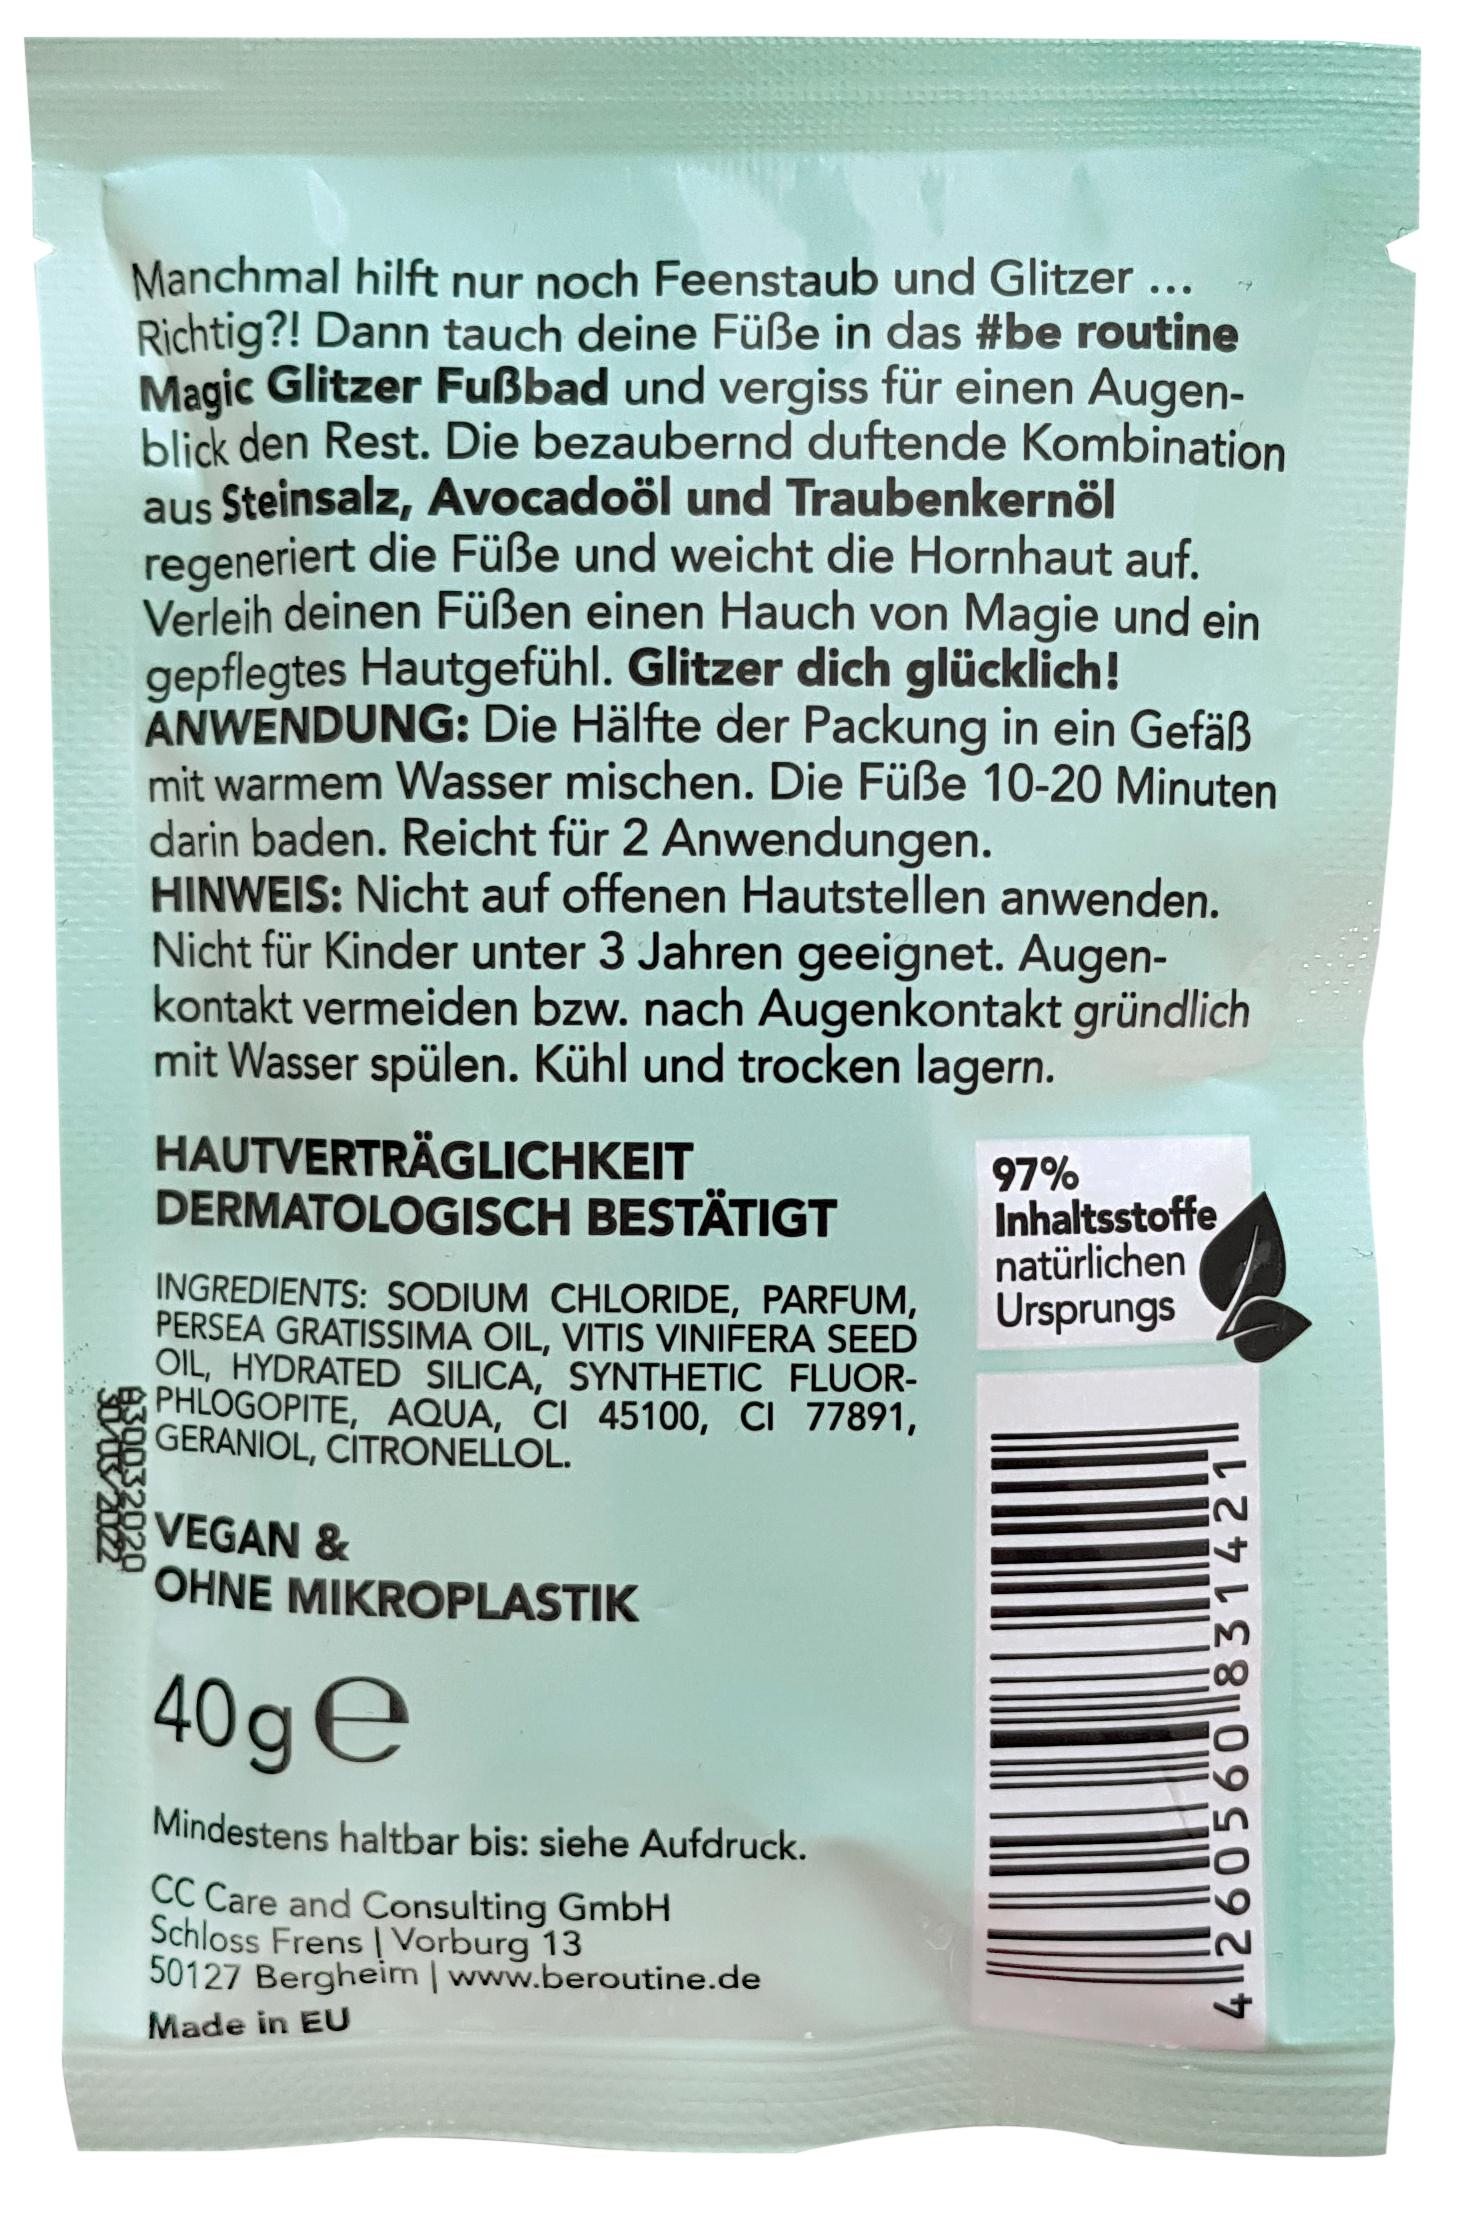 Manchmal hilft nur noch Feenstaub und Glitzer ...
Richtig?! Dann tauch deine Füße in das #be routine
Magic Glitzer Fußbad und vergiss für einen Augen-
blick den Rest. Die bezaubernd duftende Kombination
aus Steinsalz, Avocadoöl und Traubenkernöl
regeneriert die Füße und weicht die Hornhaut auf.
Verleih deinen Füßen einen Hauch von Magie und ein
gepflegtes Hautgefühl. Glitzer dich glücklich!
ANWENDUNG: Die Hälfte der Packung in ein Gefäß
mit warmem Wasser mischen. Die Füße 10-20 Minuten
darin baden. Reicht für 2 Anwendungen.
HINWEIS: Nicht auf offenen Hautstellen anwenden.
Nicht für Kinder unter 3 Jahren geeignet. Augen-
kontakt vermeiden bzw. nach Augenkontakt gründlich
mit Wasser spülen. Kühl und trocken lagern.
HAUTVERTRÄGLICHKEIT
DERMATOLOGISCH BESTÄTIGT
97%
Inhaltsstoffe
natürlichen
Ursprungs
INGREDIENTS: SODIUM CHLORIDE, PARFUM,
PERSEA GRATISSIMA OIL, VITIS VINIFERA SEED
OIL, HYDRATED SILICA, SYNTHETIC FLUOR-
PHLOGOPITE, AQUA, CI 45100, CI 77891,
GERANIOL, CITRONELLOL.
VEGAN &
OHNE MIKROPLASTIK
40g e
Mindestens haltbar bis: siehe Aufdruck.
CC Care and Consulting GmbH
Schloss Frens | Vorburg 13
50127 Bergheim | www.beroutine.de
Made in EU
4 260560 831421